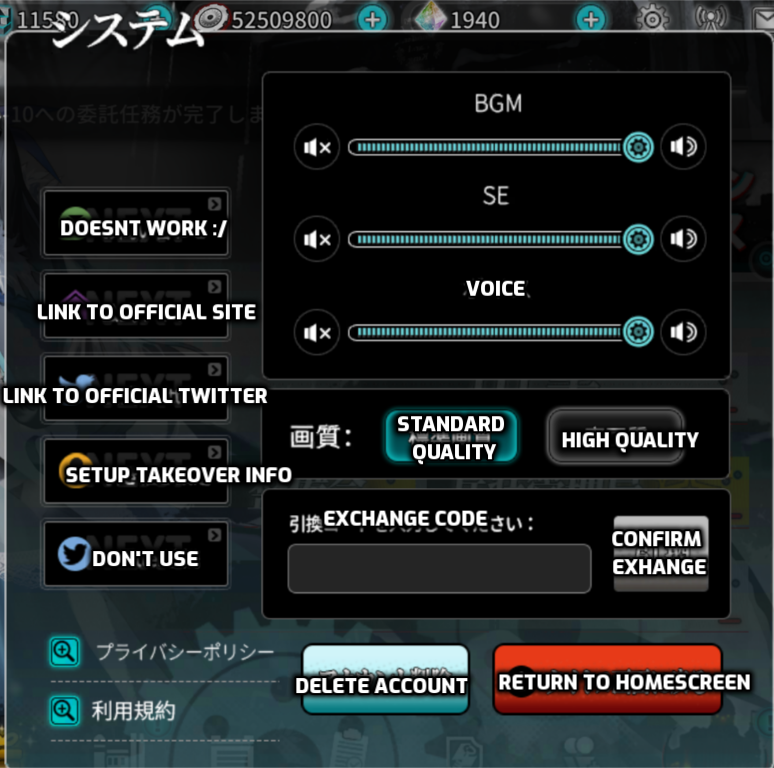 52509800
1940
システム
10への委託任務が完了しま
BGM
SE
VOICE
DOESNT WORK :/
LINK TO OFFICIAL SITE
LINK TO OFFICIAL TWITTER
SETUP TAKEOVER INFO
DON'T USE
画質：
STANDARD
QUALITY
HIGH QUALITY
引換
EXCHANGE CODE
さい：
CONFIRM
EXHANGE
プライバシーポリシー
利用規約
DELETE ACCOUNT
RETURN TO HOMESCREEN